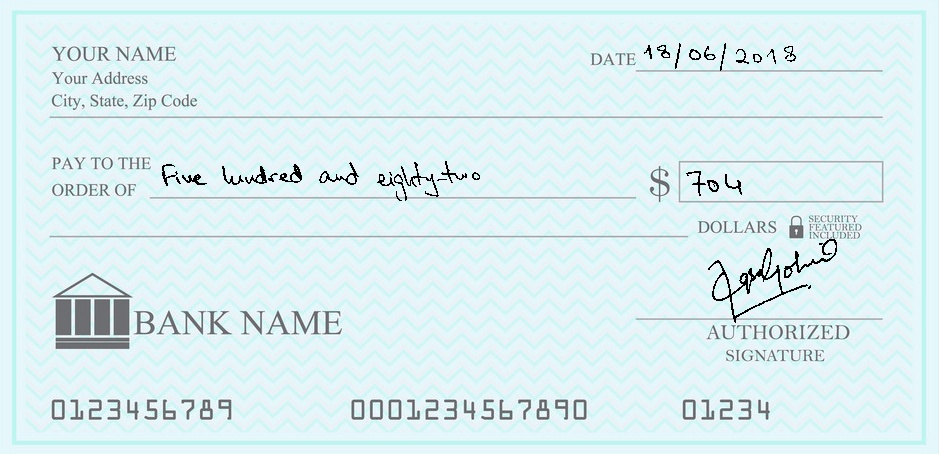 YOUR NAME
Your Address
City, State, Zip Code
DATE 18/06/2018
PAY TO THE
ORDER OF Five hundred and eighty-two $ 704
DOLLARS SECURITY
FEATURED
INCLUDED
BANK NAME
AUTHORIZED
SIGNATURE
0123456789 0001234567890 01234